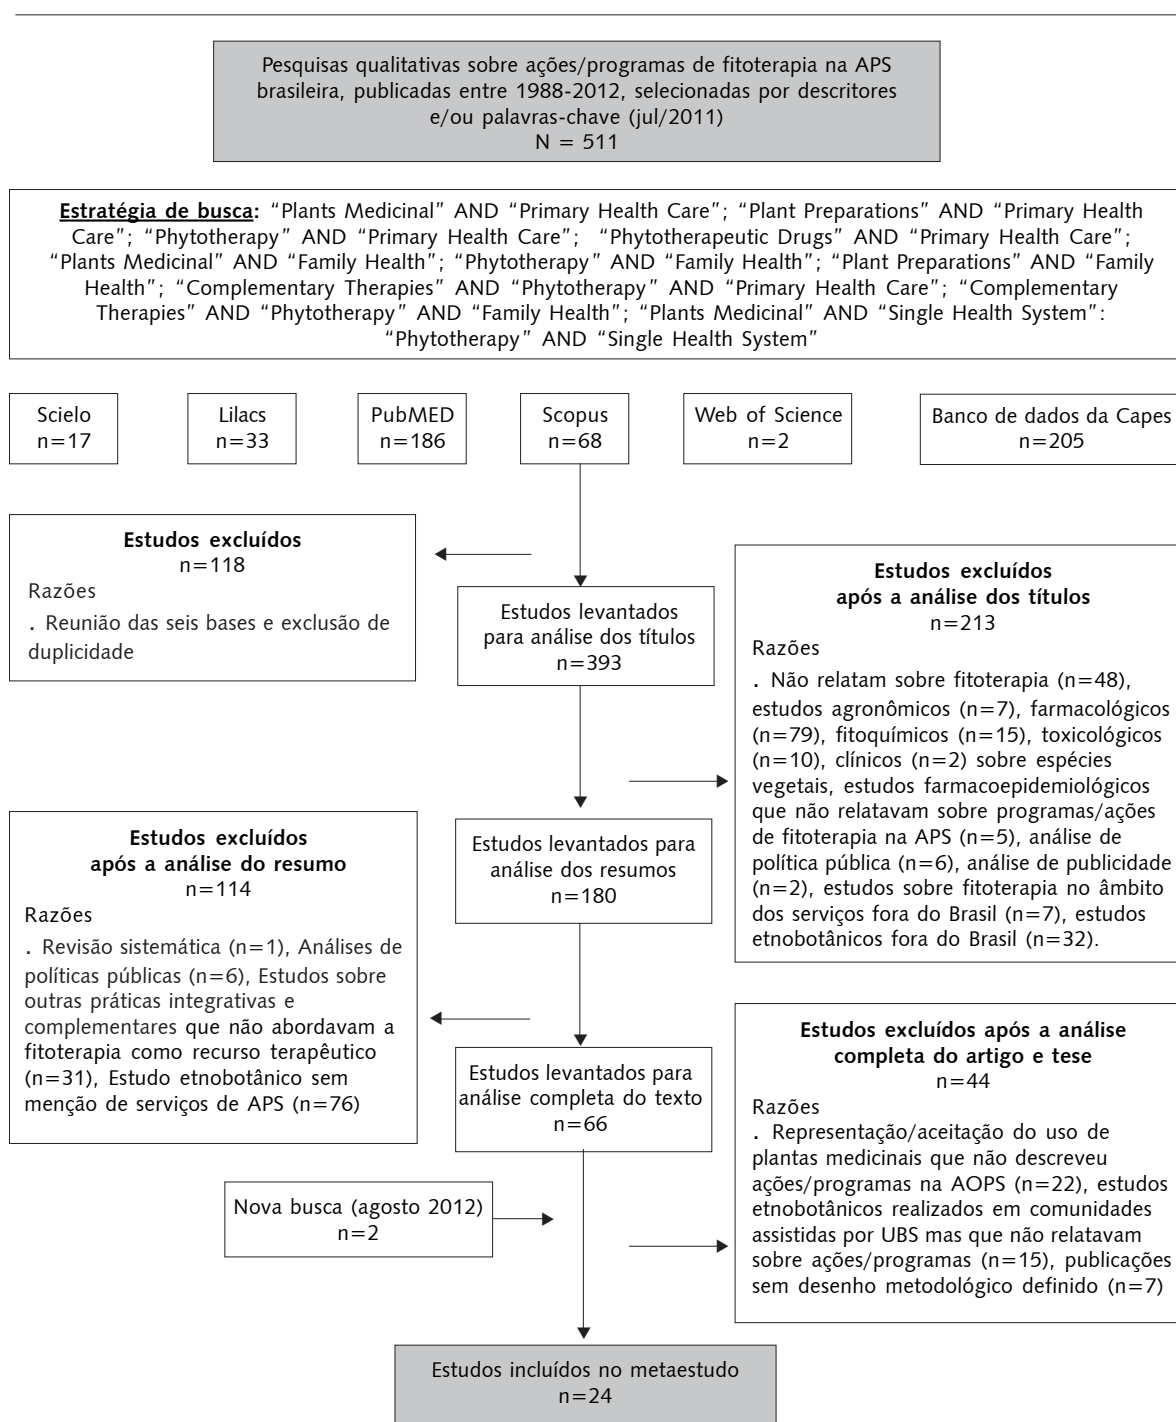 Pesquisas qualitativas sobre ações/programas de fitoterapia na APS
brasileira, publicadas entre 1988-2012, selecionadas por descritores
e/ou palavras-chave (jul/2011)
N = 511
Estratégia de busca: “Plants Medicinal” AND “Primary Health Care”; “Plant Preparations” AND “Primary Health
Care”; “Phytotherapy” AND “Primary Health Care”; “Phytotherapeutic Drugs” AND “Primary Health Care”;
“Plants Medicinal” AND “Family Health”; “Phytotherapy” AND “Family Health”; “Plant Preparations” AND “Family
Health”; “Complementary Therapies” AND “Phytotherapy” AND “Primary Health Care”; “Complementary
Therapies” AND “Phytotherapy” AND “Family Health”; “Plants Medicinal” AND “Single Health System”:
“Phytotherapy” AND “Single Health System”
Scielo
n=17
Lilacs
n=33
PubMED
n=186
Scopus
n=68
Web of Science
n=2
Banco de dados da Capes
n=205
Estudos excluídos
n=118
Razões
. Reunião das seis bases e exclusão de
duplicidade
Estudos levantados
para análise dos títulos
n=393
Estudos excluídos
após a análise dos títulos
n=213
Razões
. Não relatam sobre fitoterapia (n=48),
estudos agronômicos (n=7), farmacológicos
(n=79), fitoquímicos (n=15), toxicológicos
(n=10), clínicos (n=2) sobre espécies
vegetais, estudos farmacoepidemiológicos
que não relatavam sobre programas/ações
de fitoterapia na APS (n=5), análise de
política pública (n=6), análise de publicidade
(n=2), estudos sobre fitoterapia no âmbito
dos serviços fora do Brasil (n=7), estudos
etnobotânicos fora do Brasil (n=32).
Estudos levantados para
análise dos resumos
n=180
Estudos excluídos
após a análise do resumo
n=114
Razões
. Revisão sistemática (n=1), Análises de
políticas públicas (n=6), Estudos sobre
outras práticas integrativas e
complementares que não abordavam a
fitoterapia como recurso terapêutico
(n=31), Estudo etnobotânico sem
menção de serviços de APS (n=76)
Estudos levantados para
análise completa do texto
n=66
Estudos excluídos após a análise
completa do artigo e tese
n=44
Razões
. Representação/aceitação do uso de
plantas medicinais que não descreveu
ações/programas na AOPS (n=22), estudos
etnobotânicos realizados em comunidades
assistidas por UBS mas que não relatavam
sobre ações/programas (n=15), publicações
sem desenho metodológico definido (n=7)
Nova busca (agosto 2012)
n=2
Estudos incluídos no metaestudo
n=24